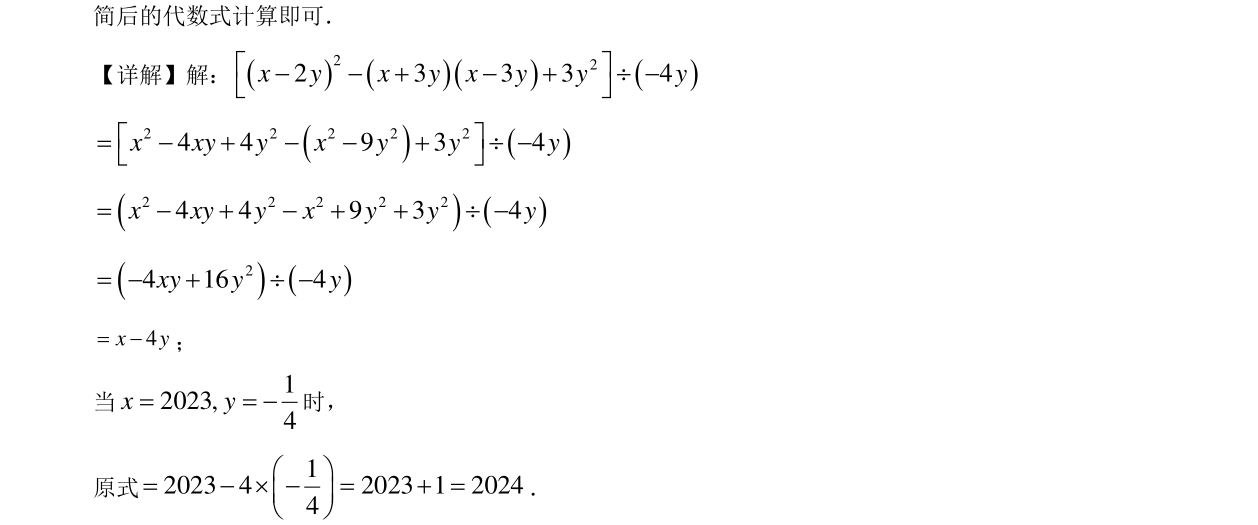 简后的代数式计算即可．
【详解】解：[(x−2y)²−(x+3y)(x−3y)+3y²]÷(−4y)
=[x²−4xy+4y²−(x²−9y²)+3y²]÷(−4y)
=(x²−4xy+4y²−x²+9y²+3y²)÷(−4y)
=(−4xy+16y²)÷(−4y)
=x−4y；
当x=2023, y=−1/4时，
原式=2023−4×(−1/4)=2023+1=2024．